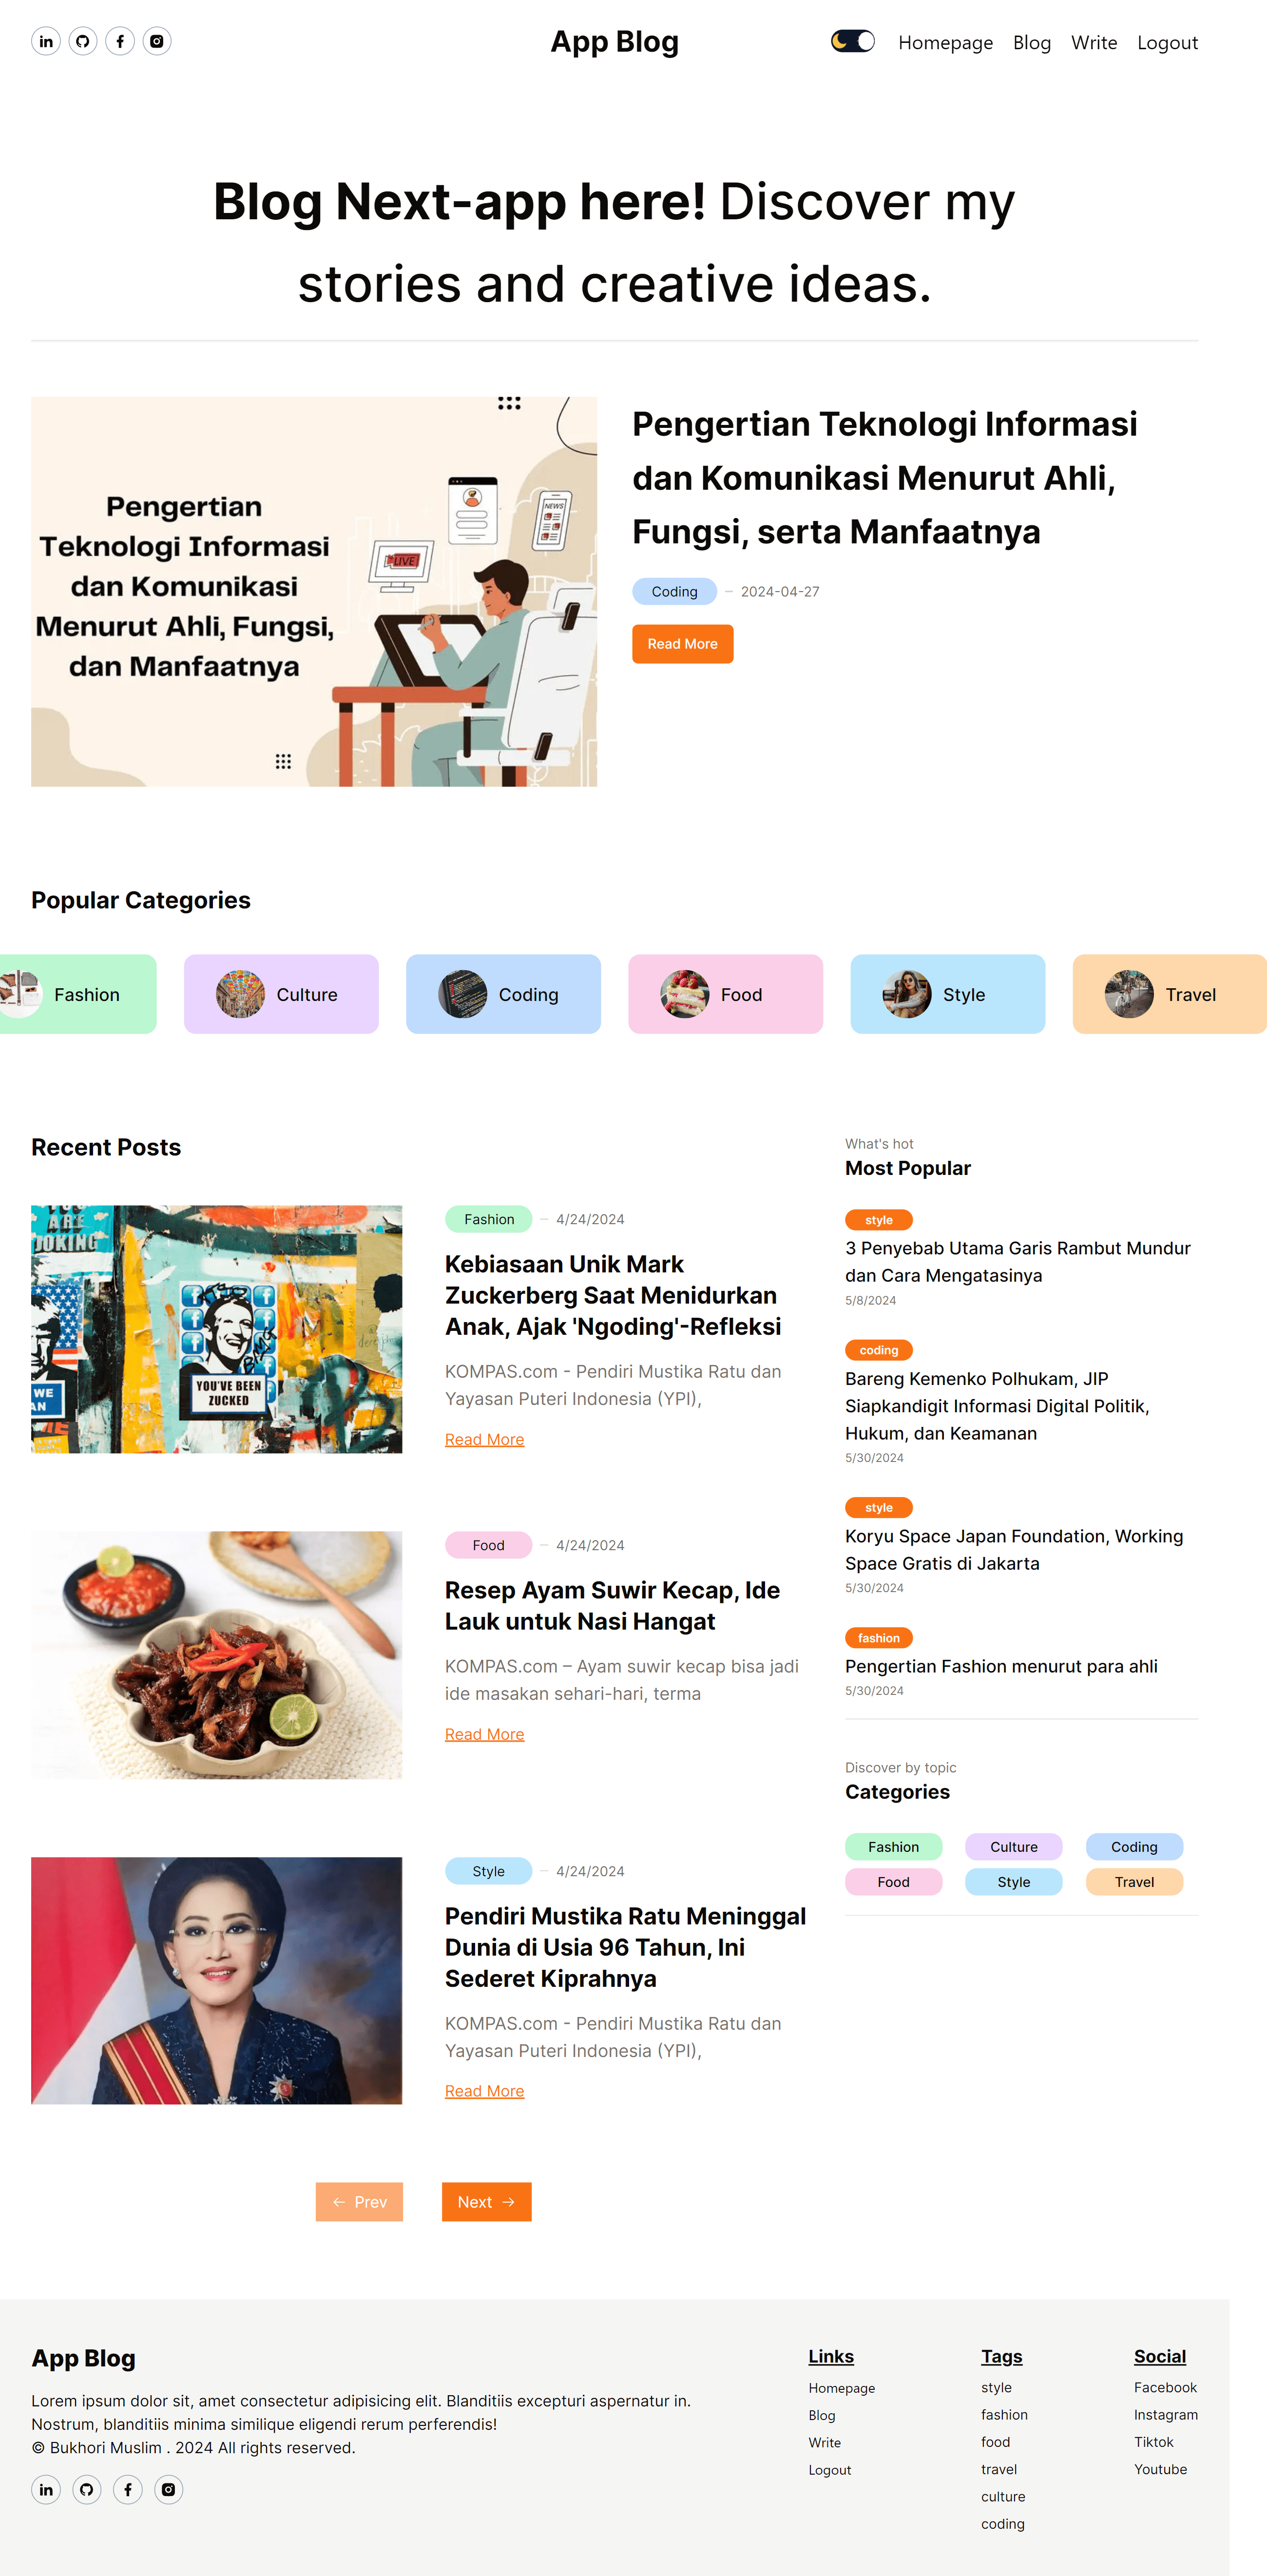 App Blog
Homepage Blog Write Logout
Blog Next-app here! Discover my
stories and creative ideas.
Pengertian
Teknologi Informasi
dan Komunikasi
Menurut Ahli, Fungsi,
dan Manfaatnya
LIVE
NEWS
Pengertian Teknologi Informasi
dan Komunikasi Menurut Ahli,
Fungsi, serta Manfaatnya
Coding - 2024-04-27
Read More
Popular Categories
Fashion
Culture
Coding
Food
Style
Travel
Recent Posts
ARE
OOKING
WE
AN
YOU'VE BEEN
ZUCKED
Fashion - 4/24/2024
Kebiasaan Unik Mark
Zuckerberg Saat Menidurkan
Anak, Ajak 'Ngoding'-Refleksi
KOMPAS.com - Pendiri Mustika Ratu dan
Yayasan Puteri Indonesia (YPI),
Read More
Food - 4/24/2024
Resep Ayam Suwir Kecap, Ide
Lauk untuk Nasi Hangat
KOMPAS.com – Ayam suwir kecap bisa jadi
ide masakan sehari-hari, terma
Read More
Style - 4/24/2024
Pendiri Mustika Ratu Meninggal
Dunia di Usia 96 Tahun, Ini
Sederet Kiprahnya
KOMPAS.com - Pendiri Mustika Ratu dan
Yayasan Puteri Indonesia (YPI),
Read More
← Prev
Next →
What's hot
Most Popular
style
3 Penyebab Utama Garis Rambut Mundur
dan Cara Mengatasinya
5/8/2024
coding
Bareng Kemenko Polhukam, JIP
Siapkandigit Informasi Digital Politik,
Hukum, dan Keamanan
5/30/2024
style
Koryu Space Japan Foundation, Working
Space Gratis di Jakarta
5/30/2024
fashion
Pengertian Fashion menurut para ahli
5/30/2024
Discover by topic
Categories
Fashion Culture Coding
Food Style Travel
App Blog
Lorem ipsum dolor sit, amet consectetur adipisicing elit. Blanditiis excepturi aspernatur in.
Nostrum, blanditiis minima similique eligendi rerum perferendis!
© Bukhori Muslim . 2024 All rights reserved.
Links
Homepage
Blog
Write
Logout
Tags
style
fashion
food
travel
culture
coding
Social
Facebook
Instagram
Tiktok
Youtube